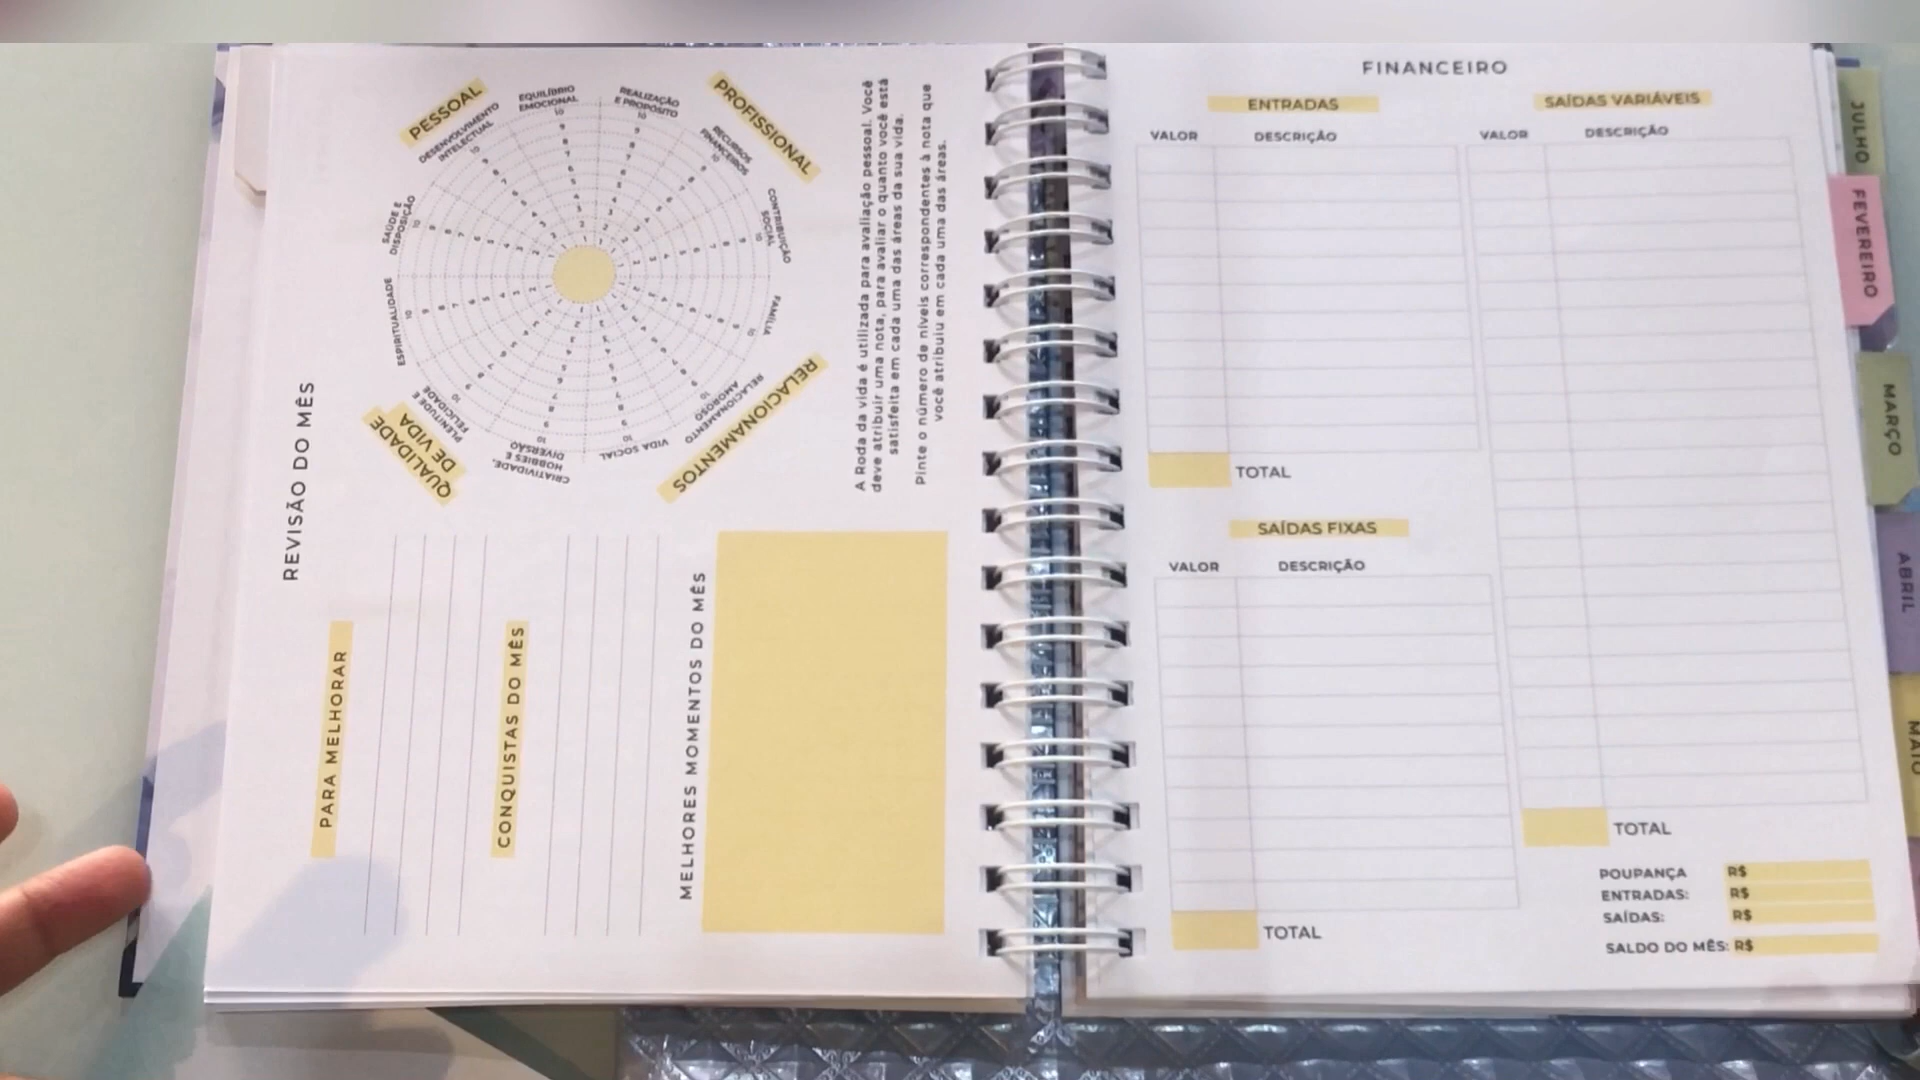 REVISÃO DO MÊS
PESSOAL
DESENVOLVIMENTO
INTELECTUAL
EQUILÍBRIO
EMOCIONAL
REALIZAÇÃO
E PROPÓSITO
PROFISSIONAL
RECURSOS
FINANCEIROS
CONTRIBUIÇÃO
SOCIAL
FAMÍLIA
RELACIONAMENTOS
RELACIONAMENTO
AMOROSO
VIDA SOCIAL
CRIATIVIDADE,
HOBBIES E
DIVERSÃO
QUALIDADE
DE VIDA
PLENITUDE E
FELICIDADE
ESPIRITUALIDADE
SAÚDE E
DISPOSIÇÃO
A Roda da vida é utilizada para avaliação pessoal. Você
deve atribuir uma nota, para avaliar o quanto você está
satisfeita em cada uma das áreas da sua vida.
Pinte o número de níveis correspondentes à nota que
você atribuiu em cada uma das áreas.
PARA MELHORAR
CONQUISTAS DO MÊS
MELHORES MOMENTOS DO MÊS
FINANCEIRO
ENTRADAS
VALOR DESCRIÇÃO
TOTAL
SAÍDAS FIXAS
VALOR DESCRIÇÃO
TOTAL
SAÍDAS VARIÁVEIS
VALOR DESCRIÇÃO
TOTAL
POUPANÇA R$
ENTRADAS: R$
SAÍDAS: R$
SALDO DO MÊS: R$
JULHO
FEVEREIRO
MARÇO
ABRIL
MAIO